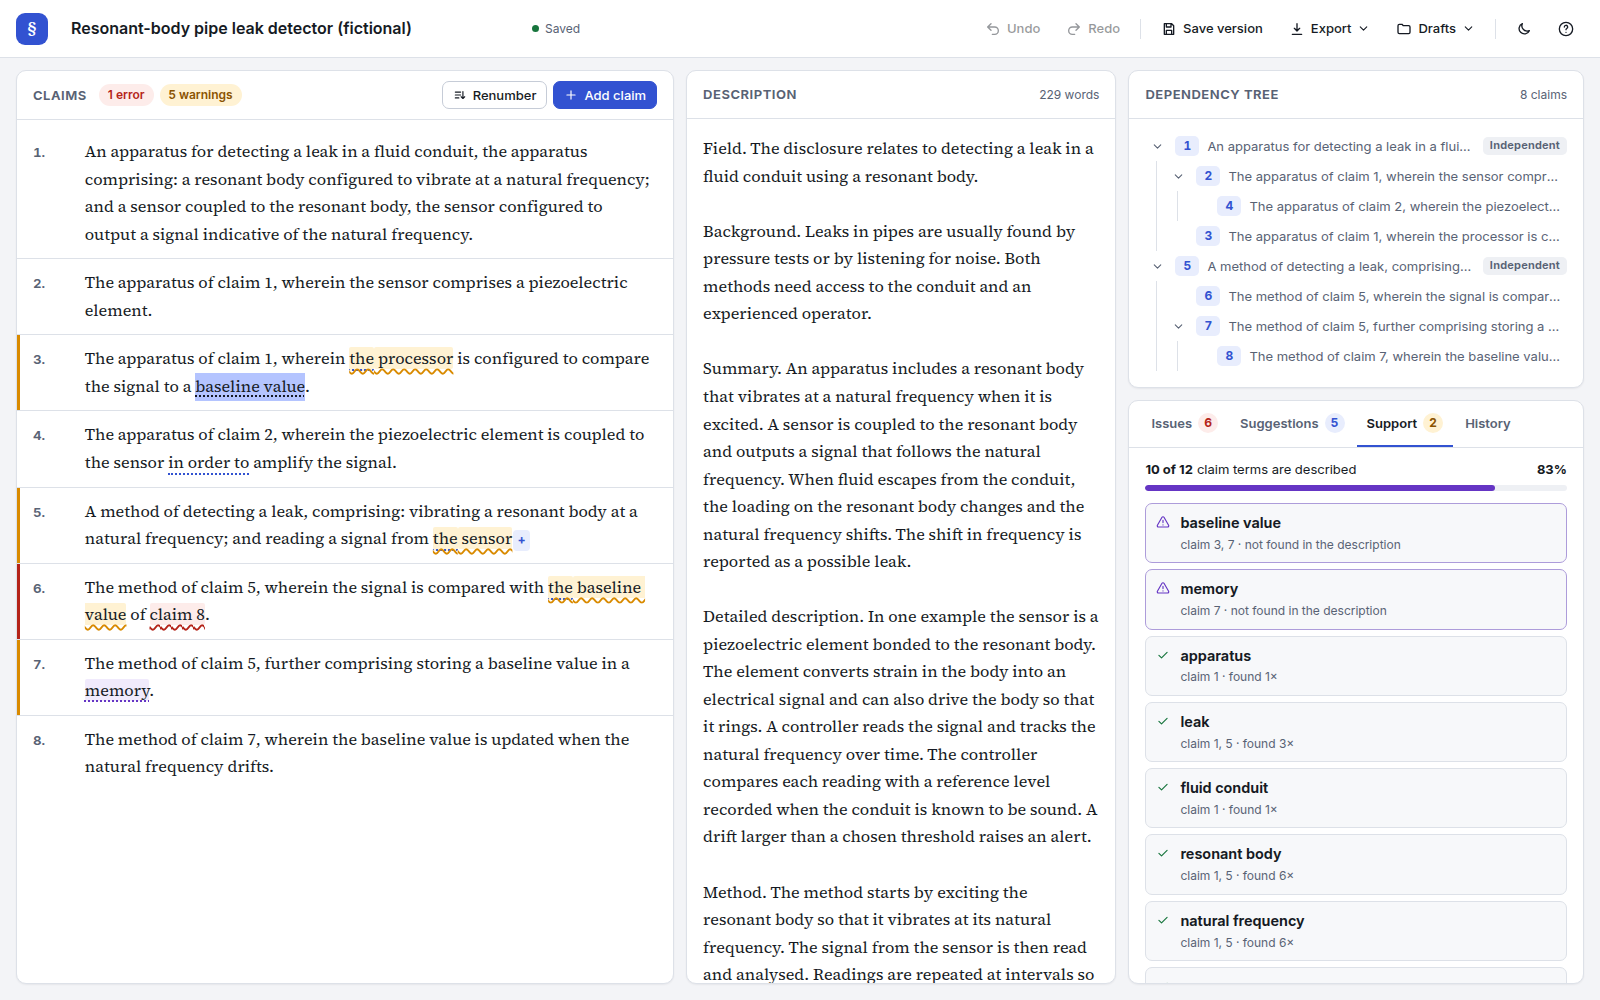 § Resonant-body pipe leak detector (fictional) Saved Undo Redo Save version Export Drafts
CLAIMS 1 error 5 warnings Renumber + Add claim
1. An apparatus for detecting a leak in a fluid conduit, the apparatus
comprising: a resonant body configured to vibrate at a natural frequency;
and a sensor coupled to the resonant body, the sensor configured to
output a signal indicative of the natural frequency.
2. The apparatus of claim 1, wherein the sensor comprises a piezoelectric
element.
3. The apparatus of claim 1, wherein the processor is configured to compare
the signal to a baseline value.
4. The apparatus of claim 2, wherein the piezoelectric element is coupled to
the sensor in order to amplify the signal.
5. A method of detecting a leak, comprising: vibrating a resonant body at a
natural frequency; and reading a signal from the sensor +
6. The method of claim 5, wherein the signal is compared with the baseline
value of claim 8.
7. The method of claim 5, further comprising storing a baseline value in a
memory.
8. The method of claim 7, wherein the baseline value is updated when the
natural frequency drifts.
DESCRIPTION 229 words
Field. The disclosure relates to detecting a leak in a
fluid conduit using a resonant body.
Background. Leaks in pipes are usually found by
pressure tests or by listening for noise. Both
methods need access to the conduit and an
experienced operator.
Summary. An apparatus includes a resonant body
that vibrates at a natural frequency when it is
excited. A sensor is coupled to the resonant body
and outputs a signal that follows the natural
frequency. When fluid escapes from the conduit,
the loading on the resonant body changes and the
natural frequency shifts. The shift in frequency is
reported as a possible leak.
Detailed description. In one example the sensor is a
piezoelectric element bonded to the resonant body.
The element converts strain in the body into an
electrical signal and can also drive the body so that
it rings. A controller reads the signal and tracks the
natural frequency over time. The controller
compares each reading with a reference level
recorded when the conduit is known to be sound. A
drift larger than a chosen threshold raises an alert.
Method. The method starts by exciting the
resonant body so that it vibrates at its natural
frequency. The signal from the sensor is then read
and analysed. Readings are repeated at intervals so
DEPENDENCY TREE 8 claims
1 An apparatus for detecting a leak in a flui... Independent
2 The apparatus of claim 1, wherein the sensor compr...
4 The apparatus of claim 2, wherein the piezoelect...
3 The apparatus of claim 1, wherein the processor is c...
5 A method of detecting a leak, comprising... Independent
6 The method of claim 5, wherein the signal is compar...
7 The method of claim 5, further comprising storing a ...
8 The method of claim 7, wherein the baseline valu...
Issues 6 Suggestions 5 Support 2 History
10 of 12 claim terms are described 83%
baseline value
claim 3, 7 · not found in the description
memory
claim 7 · not found in the description
apparatus
claim 1 · found 1×
leak
claim 1, 5 · found 3×
fluid conduit
claim 1 · found 1×
resonant body
claim 1, 5 · found 6×
natural frequency
claim 1, 5 · found 6×